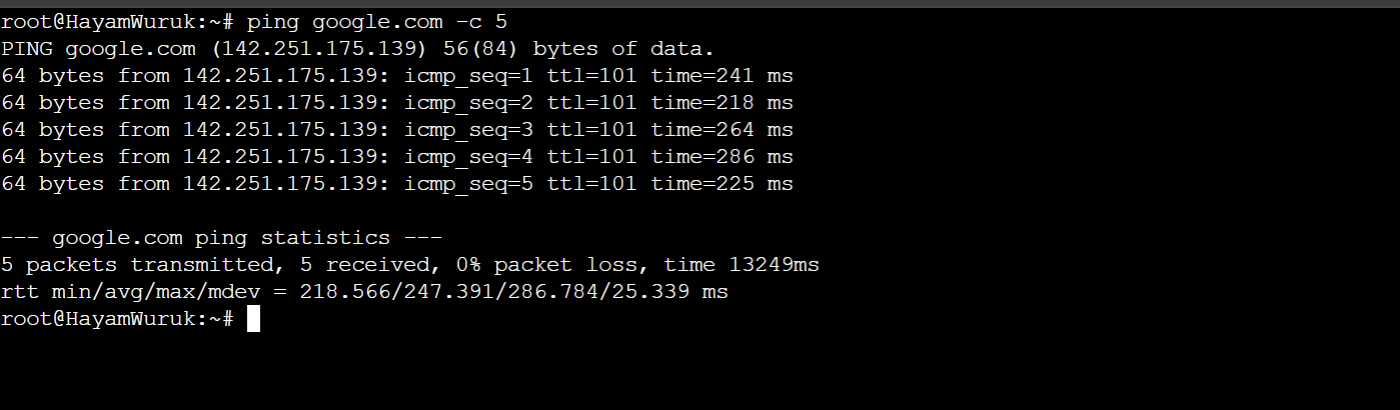 root@HayamWuruk:~# ping google.com -c 5
PING google.com (142.251.175.139) 56(84) bytes of data.
64 bytes from 142.251.175.139: icmp_seq=1 ttl=101 time=241 ms
64 bytes from 142.251.175.139: icmp_seq=2 ttl=101 time=218 ms
64 bytes from 142.251.175.139: icmp_seq=3 ttl=101 time=264 ms
64 bytes from 142.251.175.139: icmp_seq=4 ttl=101 time=286 ms
64 bytes from 142.251.175.139: icmp_seq=5 ttl=101 time=225 ms
--- google.com ping statistics ---
5 packets transmitted, 5 received, 0% packet loss, time 13249ms
rtt min/avg/max/mdev = 218.566/247.391/286.784/25.339 ms
root@HayamWuruk:~#